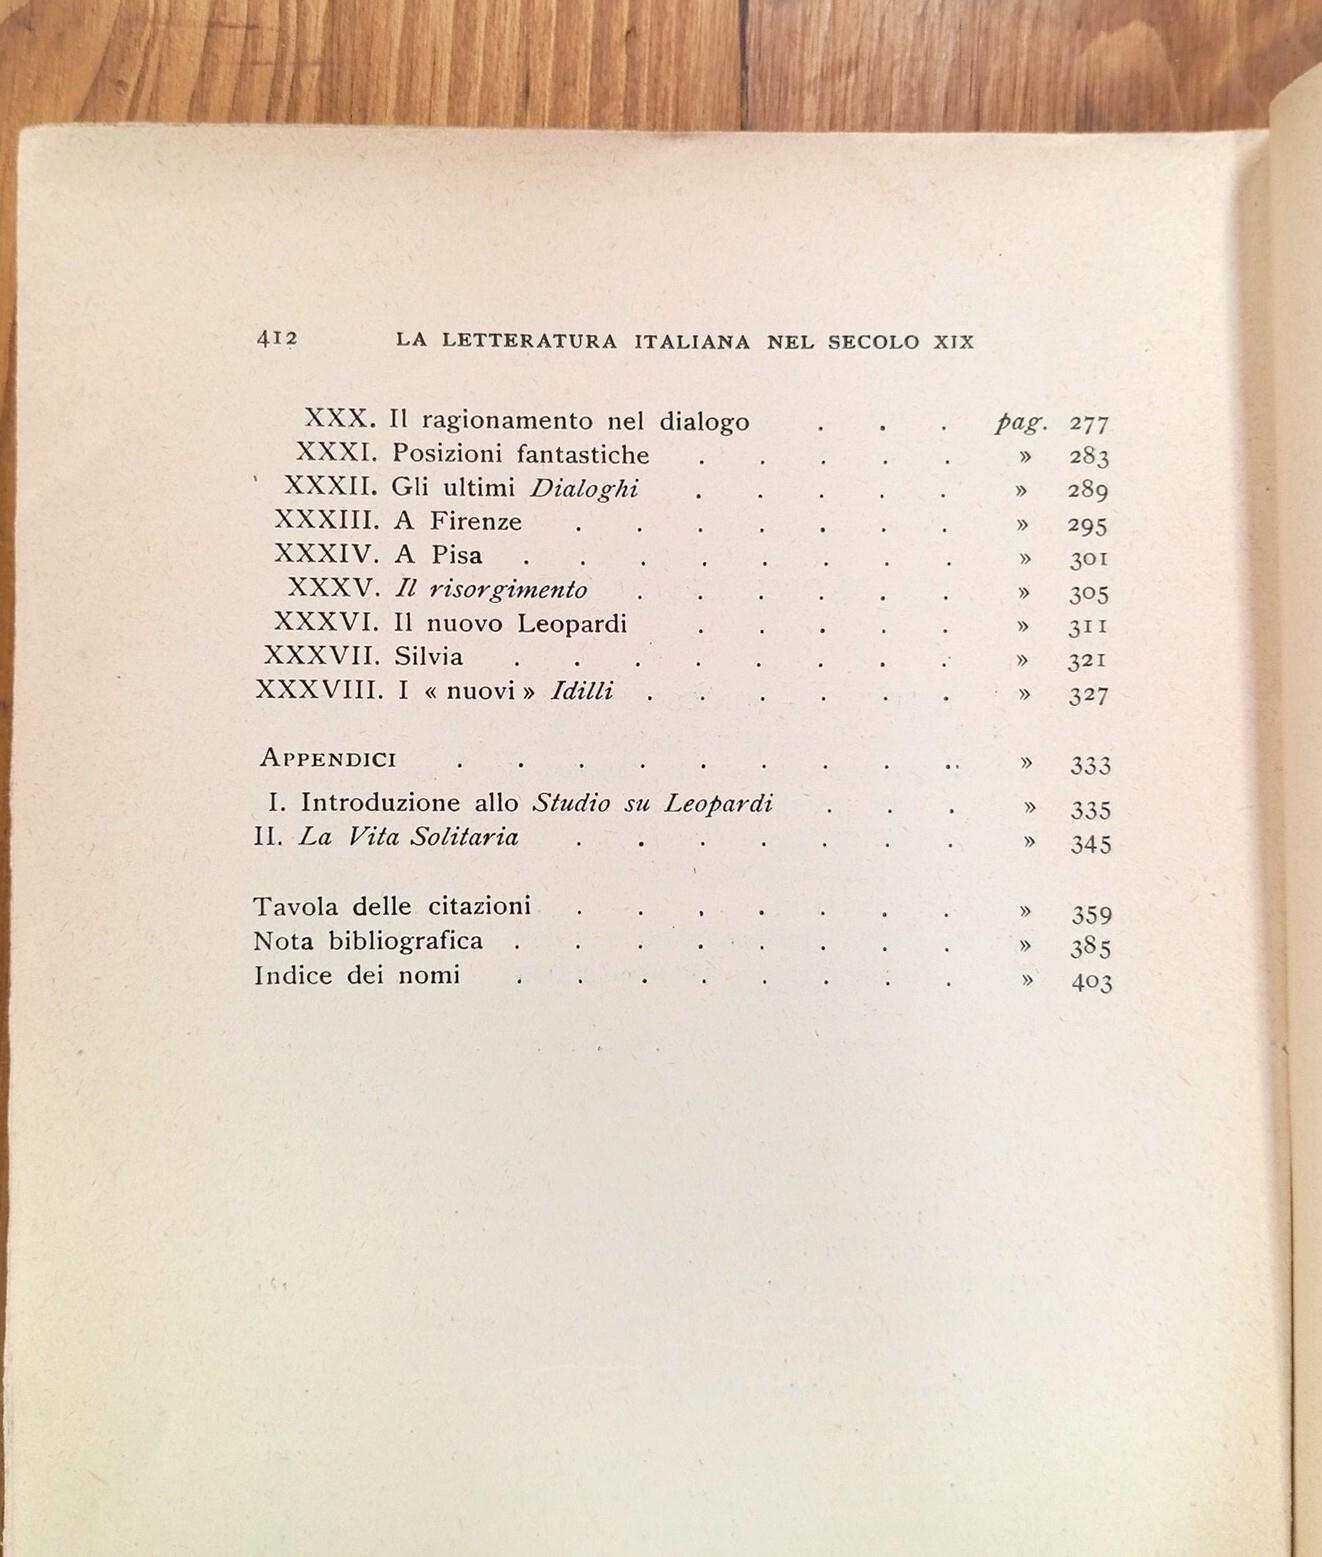 412 LA LETTERATURA ITALIANA NEL SECOLO XIX
XXX. Il ragionamento nel dialogo . . . pag. 277
XXXI. Posizioni fantastiche . . . . . » 283
XXXII. Gli ultimi Dialoghi . . . . . » 289
XXXIII. A Firenze . . . . . . . » 295
XXXIV. A Pisa . . . . . . . . » 301
XXXV. Il risorgimento . . . . . . » 305
XXXVI. Il nuovo Leopardi . . . . . » 311
XXXVII. Silvia . . . . . . . . » 321
XXXVIII. I « nuovi » Idilli . . . . . . » 327
APPENDICI . . . . . . . . . » 333
I. Introduzione allo Studio su Leopardi . . . » 335
II. La Vita Solitaria . . . . . . . » 345
Tavola delle citazioni . . . . . . . » 359
Nota bibliografica . . . . . . . . » 385
Indice dei nomi . . . . . . . . » 403